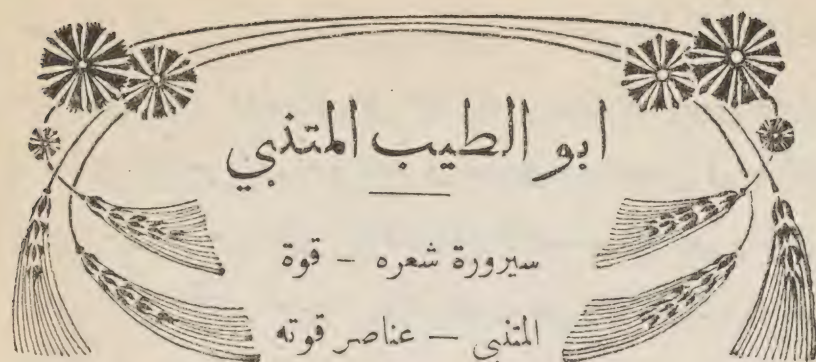 ابو الطيب المتنبي
سيرورة شعره - قوة
المتنبي - عناصر قوته